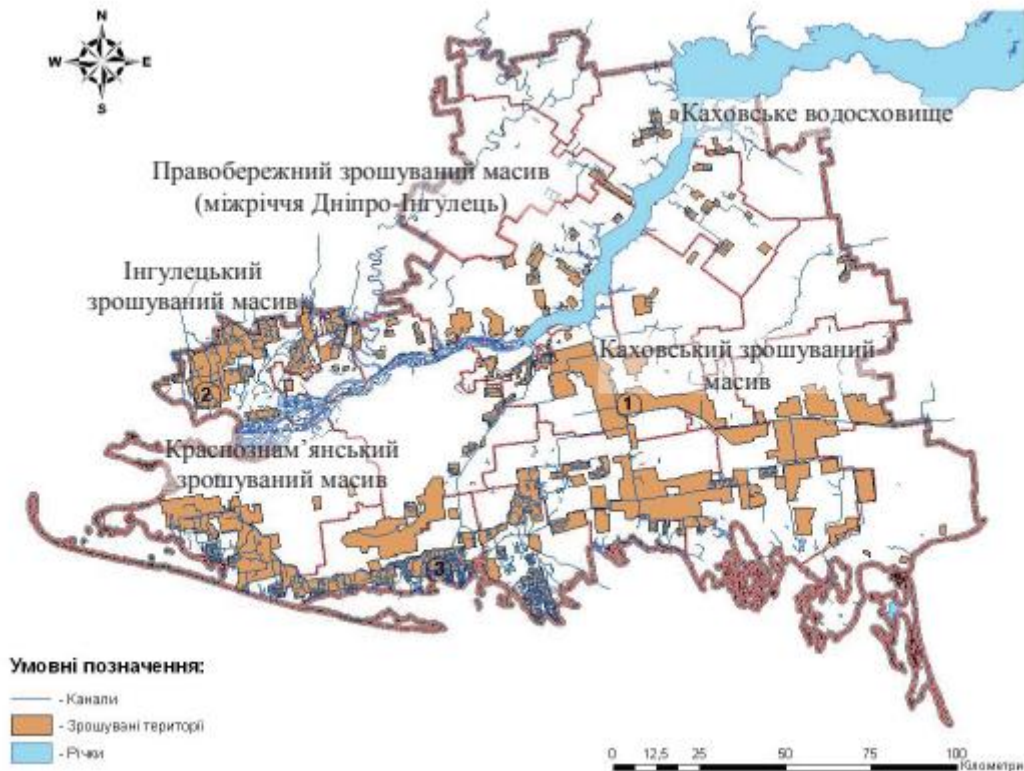 N
W E
S
Каховське водосховище
Правобережний зрошуваний масив
(міжріччя Дніпро-Інгулець)
Інгулецький
зрошуваний масив
Каховський зрошуваний
масив
1
2
Краснознам’янський
зрошуваний масив
3
Умовні позначення:
- Канали
- Зрошувані території
- Річки
0 12,5 25 50 75 100
Кілометри